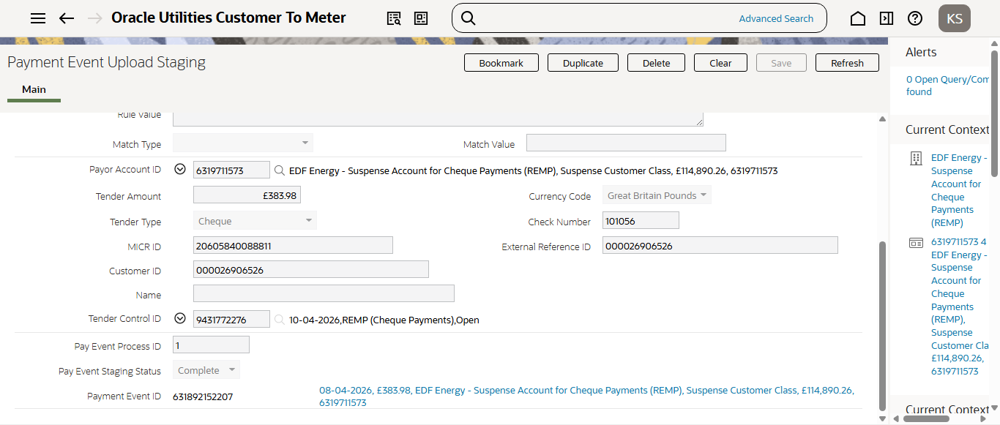 Oracle Utilities Customer To Meter
Advanced Search
KS
Payment Event Upload Staging
Bookmark
Duplicate
Delete
Clear
Save
Refresh
Main
Rule Value
Match Type
Match Value
Payor Account ID
6319711573
EDF Energy - Suspense Account for Cheque Payments (REMP), Suspense Customer Class, £114,890.26, 6319711573
Tender Amount
£383.98
Currency Code
Great Britain Pounds
Tender Type
Cheque
Check Number
101056
MICR ID
20605840088811
External Reference ID
000026906526
Customer ID
000026906526
Name
Tender Control ID
9431772276
10-04-2026,REMP (Cheque Payments),Open
Pay Event Process ID
1
Pay Event Staging Status
Complete
Payment Event ID
631892152207
08-04-2026, £383.98, EDF Energy - Suspense Account for Cheque Payments (REMP), Suspense Customer Class, £114,890.26,
6319711573
Alerts
0 Open Query/Com
found
Current Context
EDF Energy -
Suspense
Account for
Cheque
Payments
(REMP)
6319711573 4
EDF Energy -
Suspense
Account for
Cheque
Payments
(REMP),
Suspense
Customer Cla
£114,890.26,
6319711573
Current Context